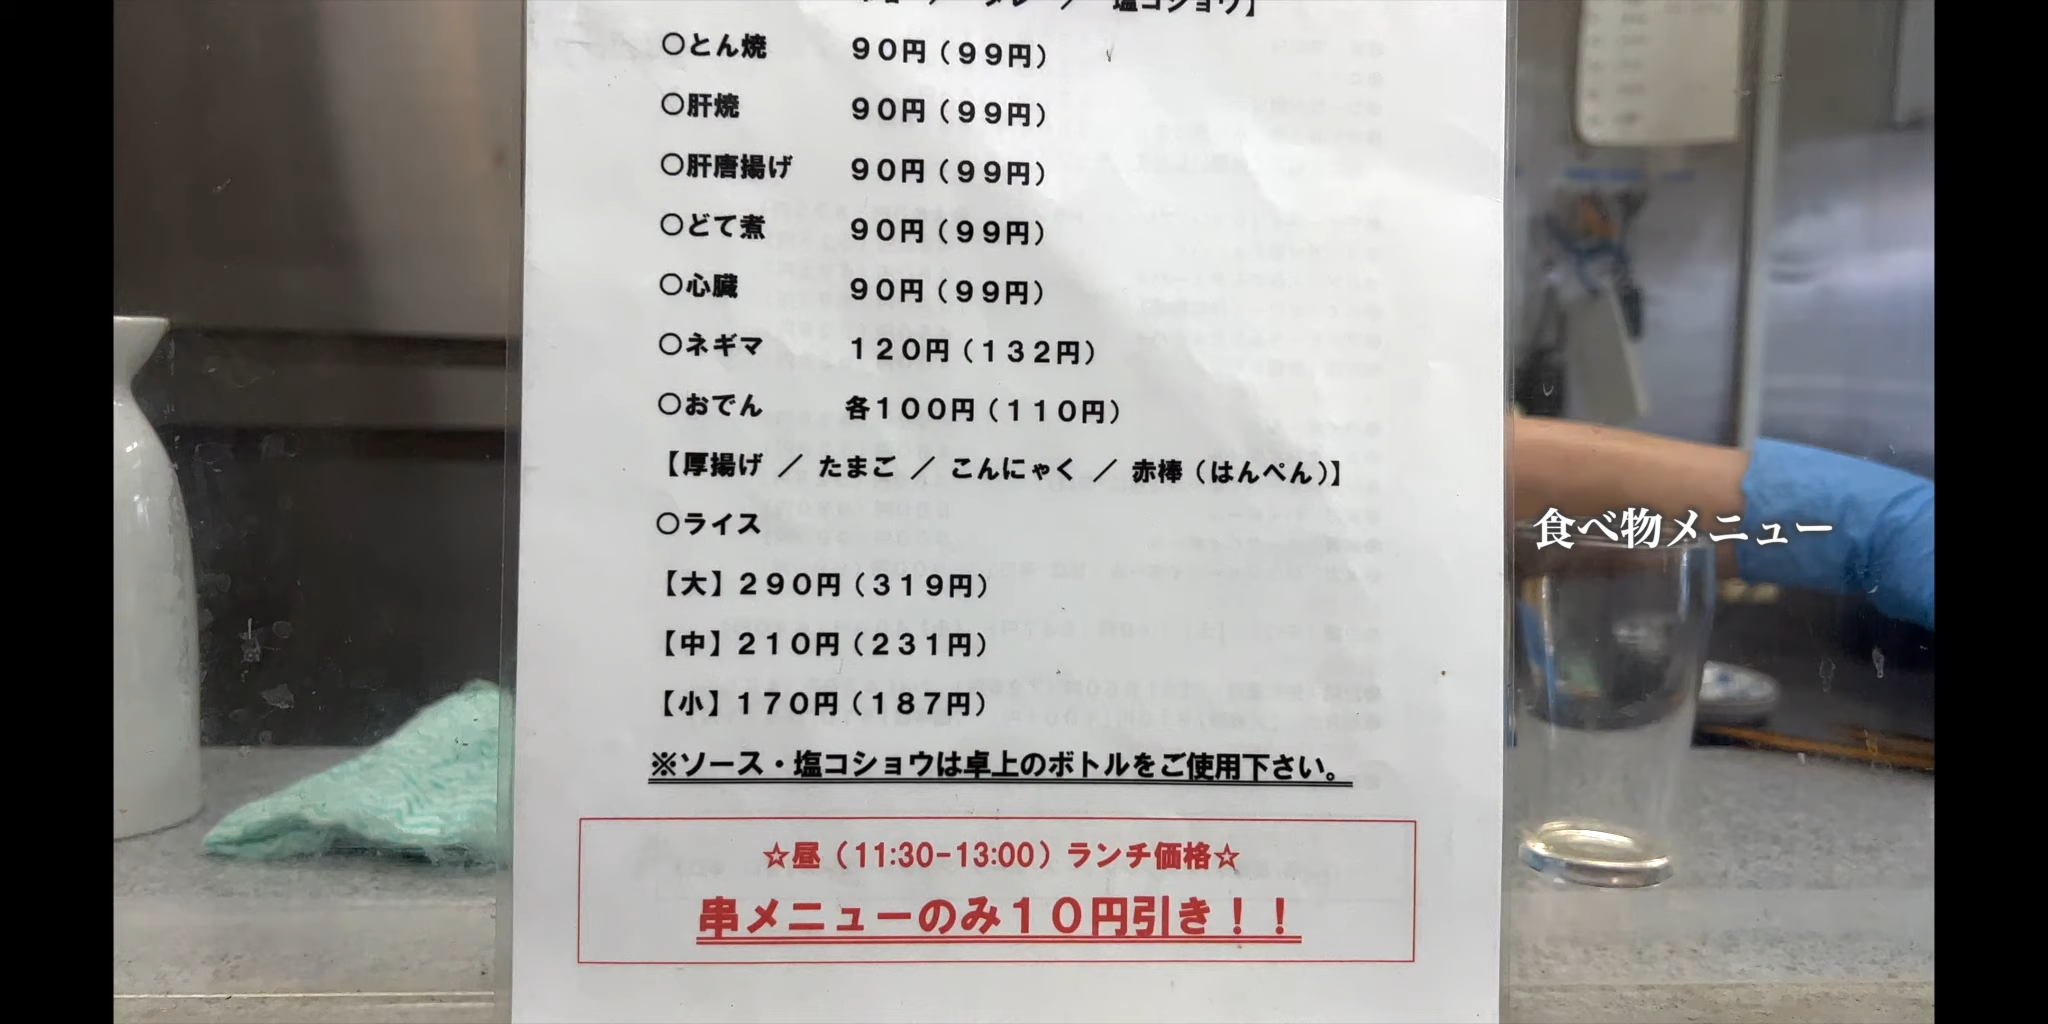 塩コショウ】
○とん焼 90円(99円)
○肝焼 90円(99円)
○肝唐揚げ 90円(99円)
○どて煮 90円(99円)
○心臓 90円(99円)
○ネギマ 120円(132円)
○おでん 各100円(110円)
【厚揚げ / たまご / こんにゃく / 赤棒(はんぺん)】
○ライス
【大】290円(319円)
【中】210円(231円)
【小】170円(187円)
※ソース・塩コショウは卓上のボトルをご使用下さい。
☆昼(11:30-13:00)ランチ価格☆
串メニューのみ10円引き!!
食べ物メニュー